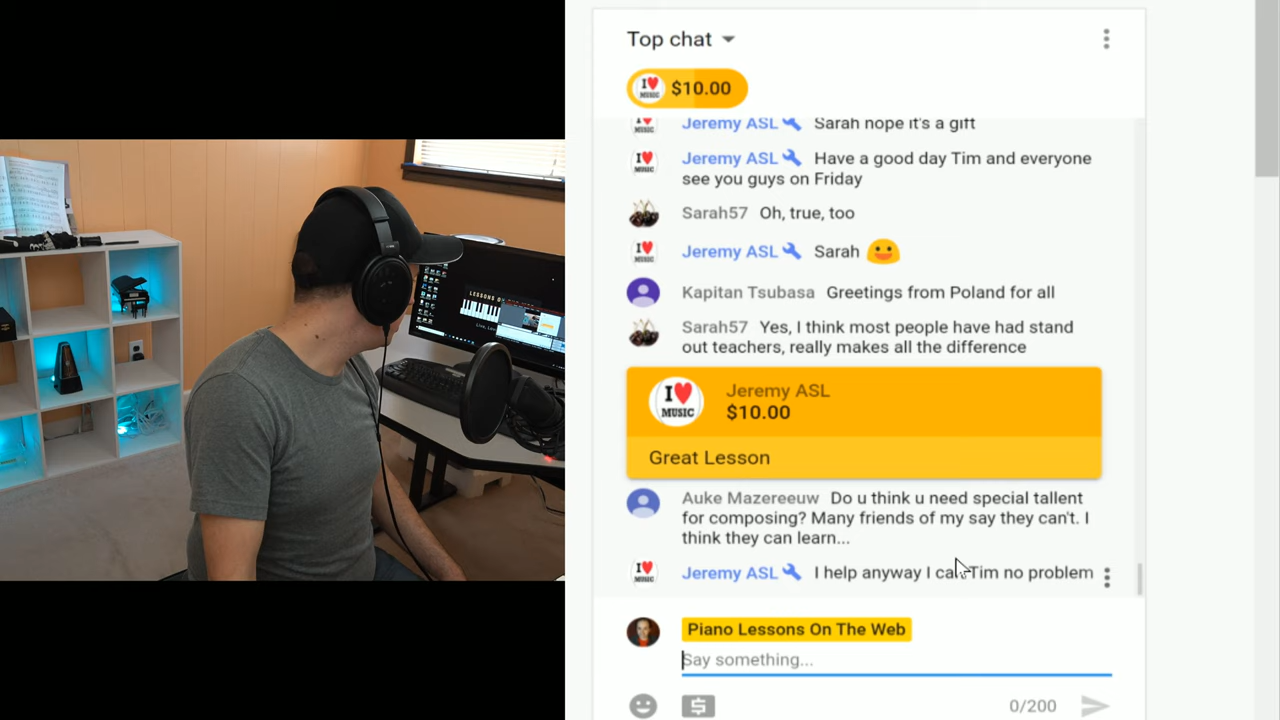 Top chat
I ♥ MUSIC $10.00
Jeremy ASL Sarah nope it's a gift
Jeremy ASL Have a good day Tim and everyone
see you guys on Friday
Sarah57 Oh, true, too
Jeremy ASL Sarah 😃
Kapitan Tsubasa Greetings from Poland for all
Sarah57 Yes, I think most people have had stand
out teachers, really makes all the difference
I ♥ MUSIC
Jeremy ASL
$10.00
Great Lesson
Auke Mazereeuw Do u think u need special tallent
for composing? Many friends of my say they can't. I
think they can learn...
Jeremy ASL I help anyway I can Tim no problem
Piano Lessons On The Web
Say something...
0/200
LESSONS ON